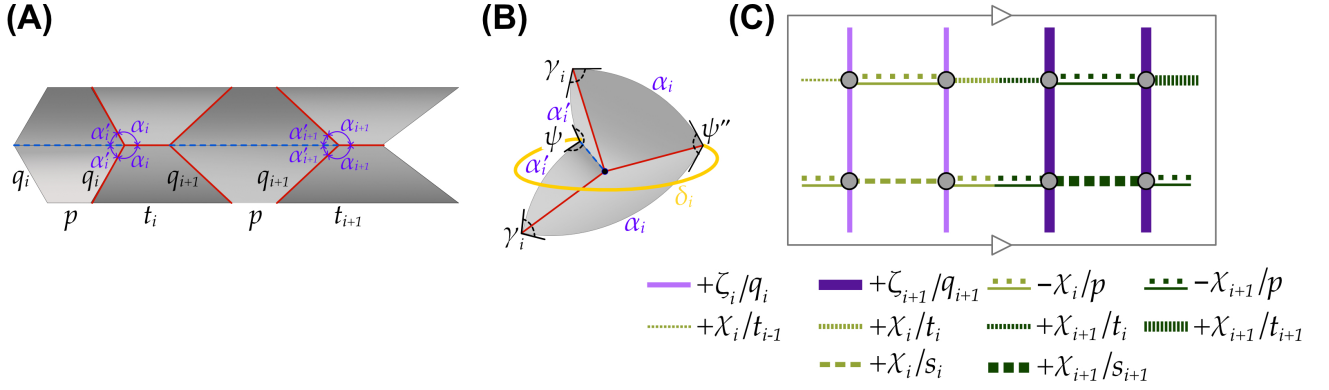 (A)
(B)
(C)
α′ᵢ αᵢ α′ᵢ₊₁ αᵢ₊₁
α′ᵢ αᵢ α′ᵢ₊₁ αᵢ₊₁
qᵢ qᵢ qᵢ₊₁ qᵢ₊₁
p tᵢ p tᵢ₊₁
γᵢ αᵢ
α′ᵢ ψ ψ″
α′ᵢ δᵢ
γᵢ αᵢ
+ζᵢ/qᵢ +ζᵢ₊₁/qᵢ₊₁ −χᵢ/p −χᵢ₊₁/p
+χᵢ/tᵢ₋₁ +χᵢ/tᵢ +χᵢ₊₁/tᵢ +χᵢ₊₁/tᵢ₊₁
+χᵢ/sᵢ +χᵢ₊₁/sᵢ₊₁